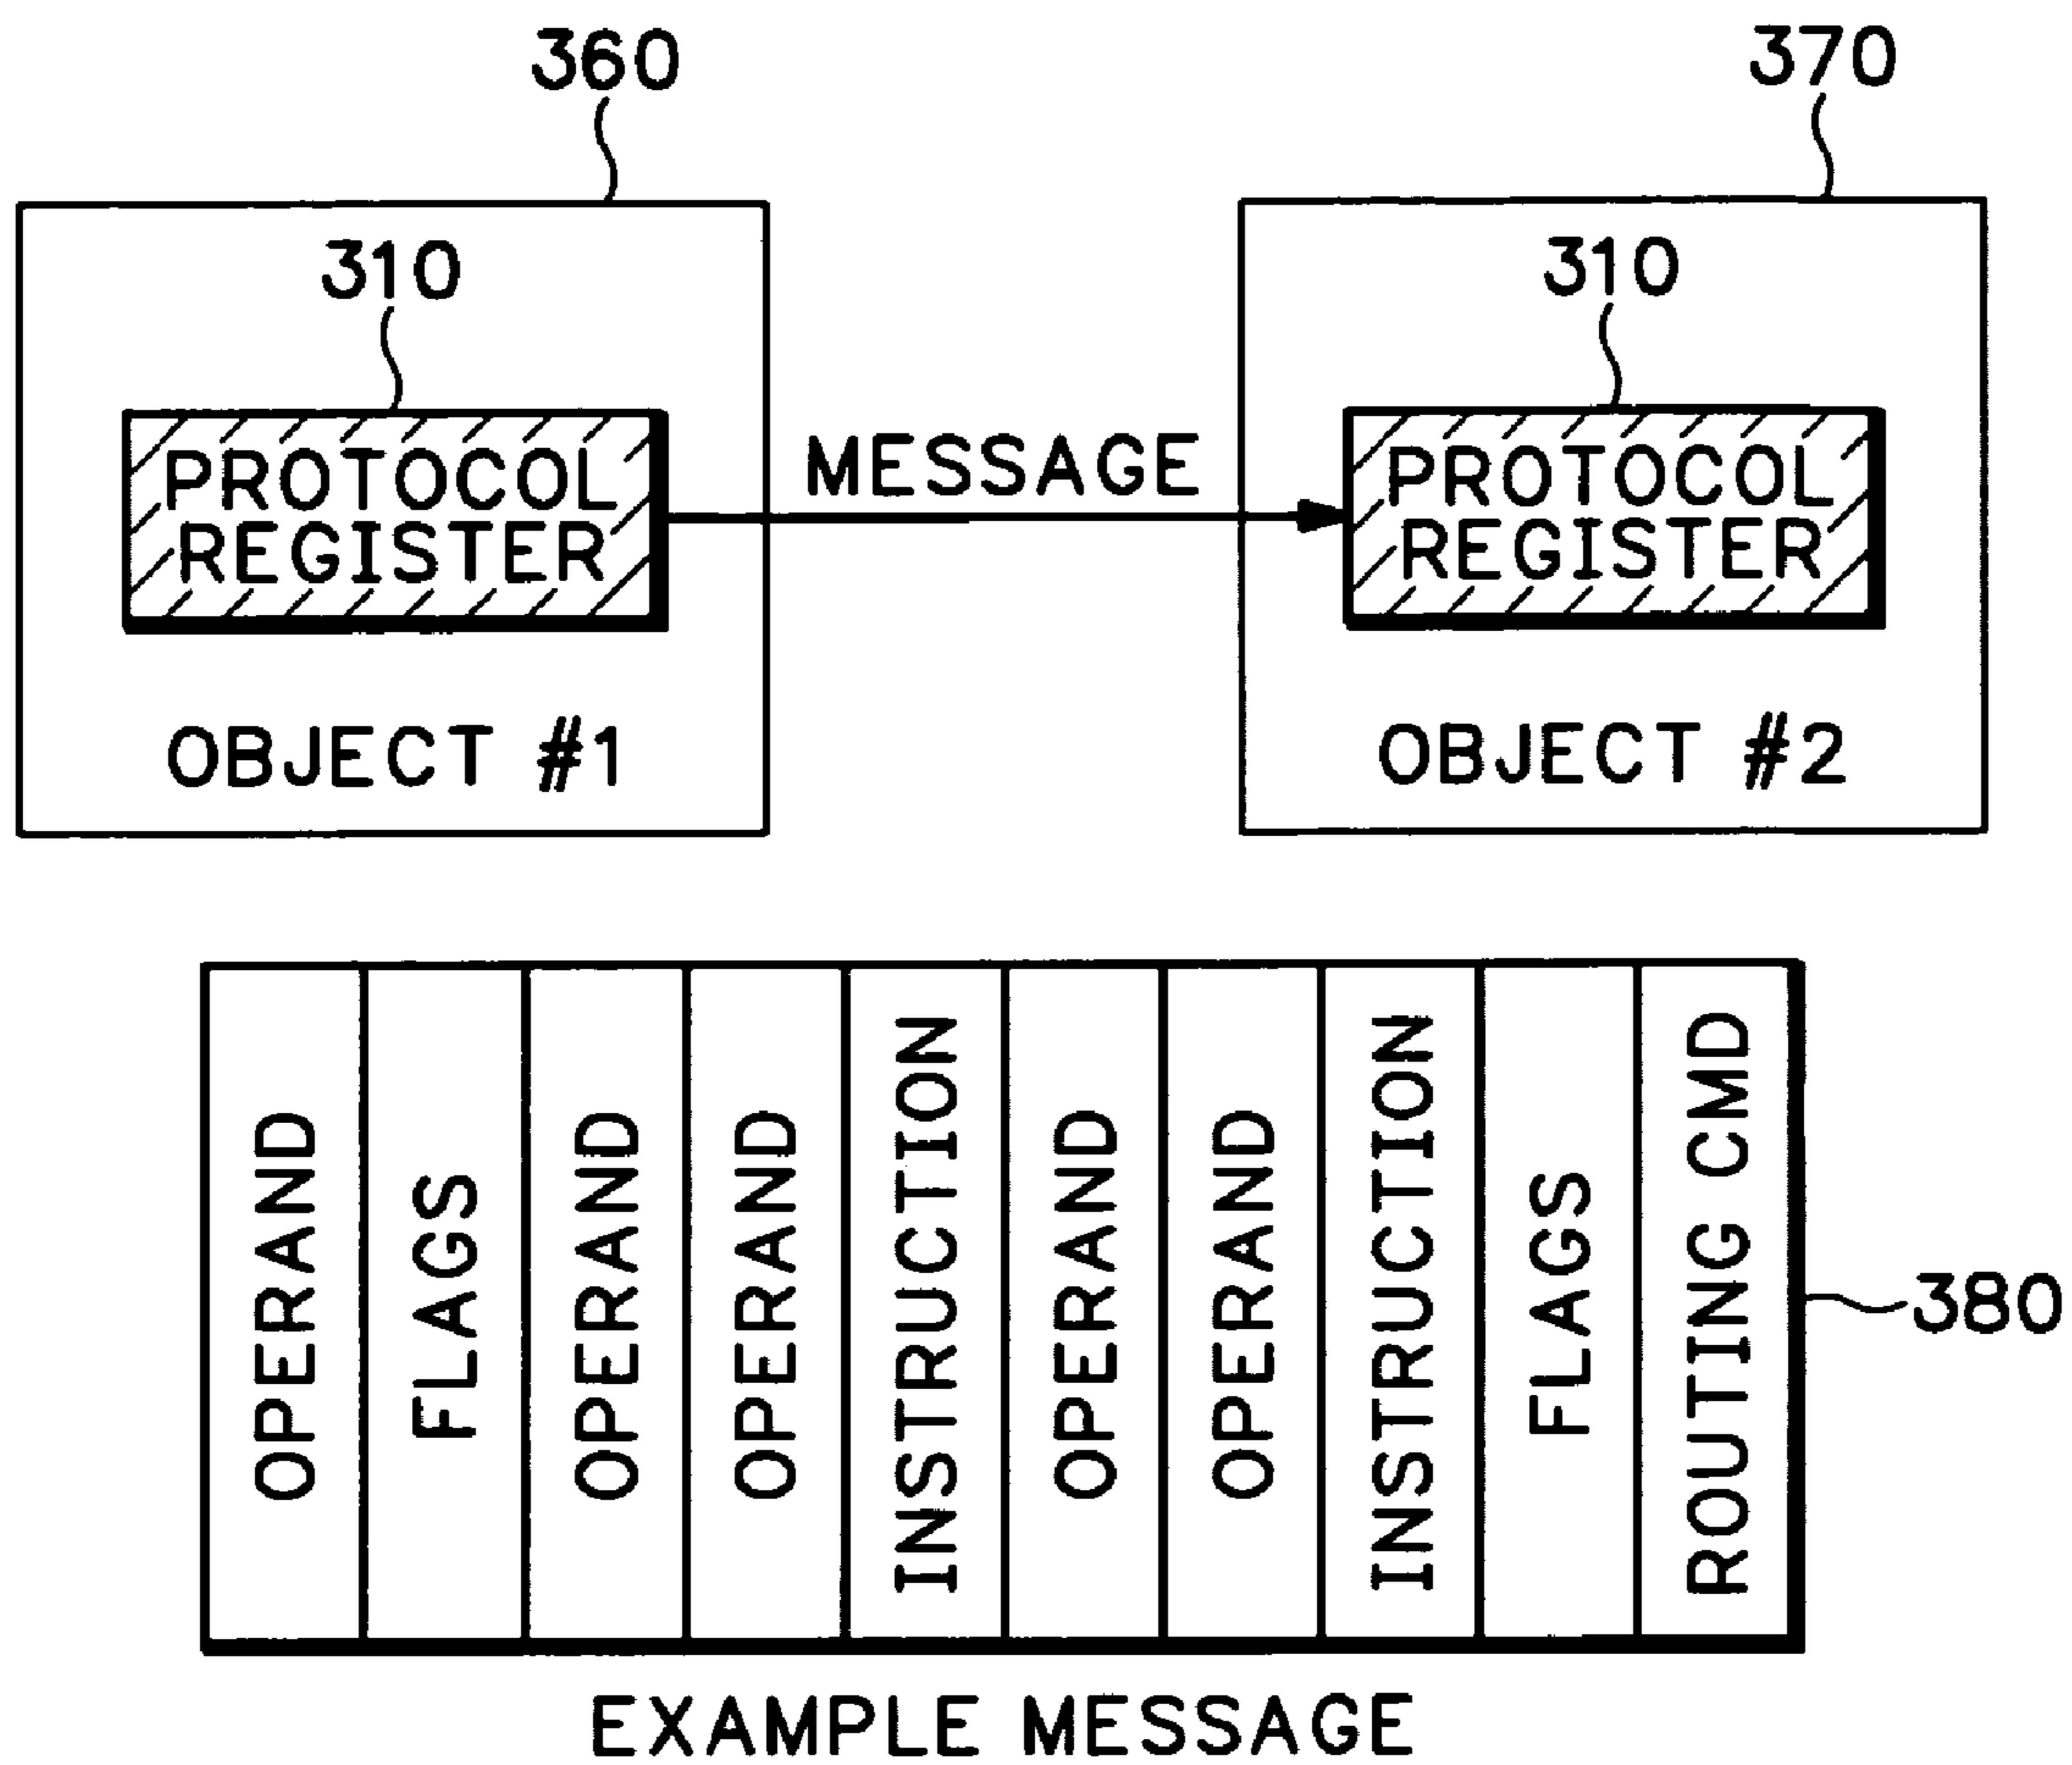 360
370
310
310
PROTOCOL
REGISTER
MESSAGE
PROTOCOL
REGISTER
OBJECT #1
OBJECT #2
OPERAND
FLAGS
OPERAND
OPERAND
INSTRUCTION
OPERAND
OPERAND
INSTRUCTION
FLAGS
ROUTING CMD
380
EXAMPLE MESSAGE